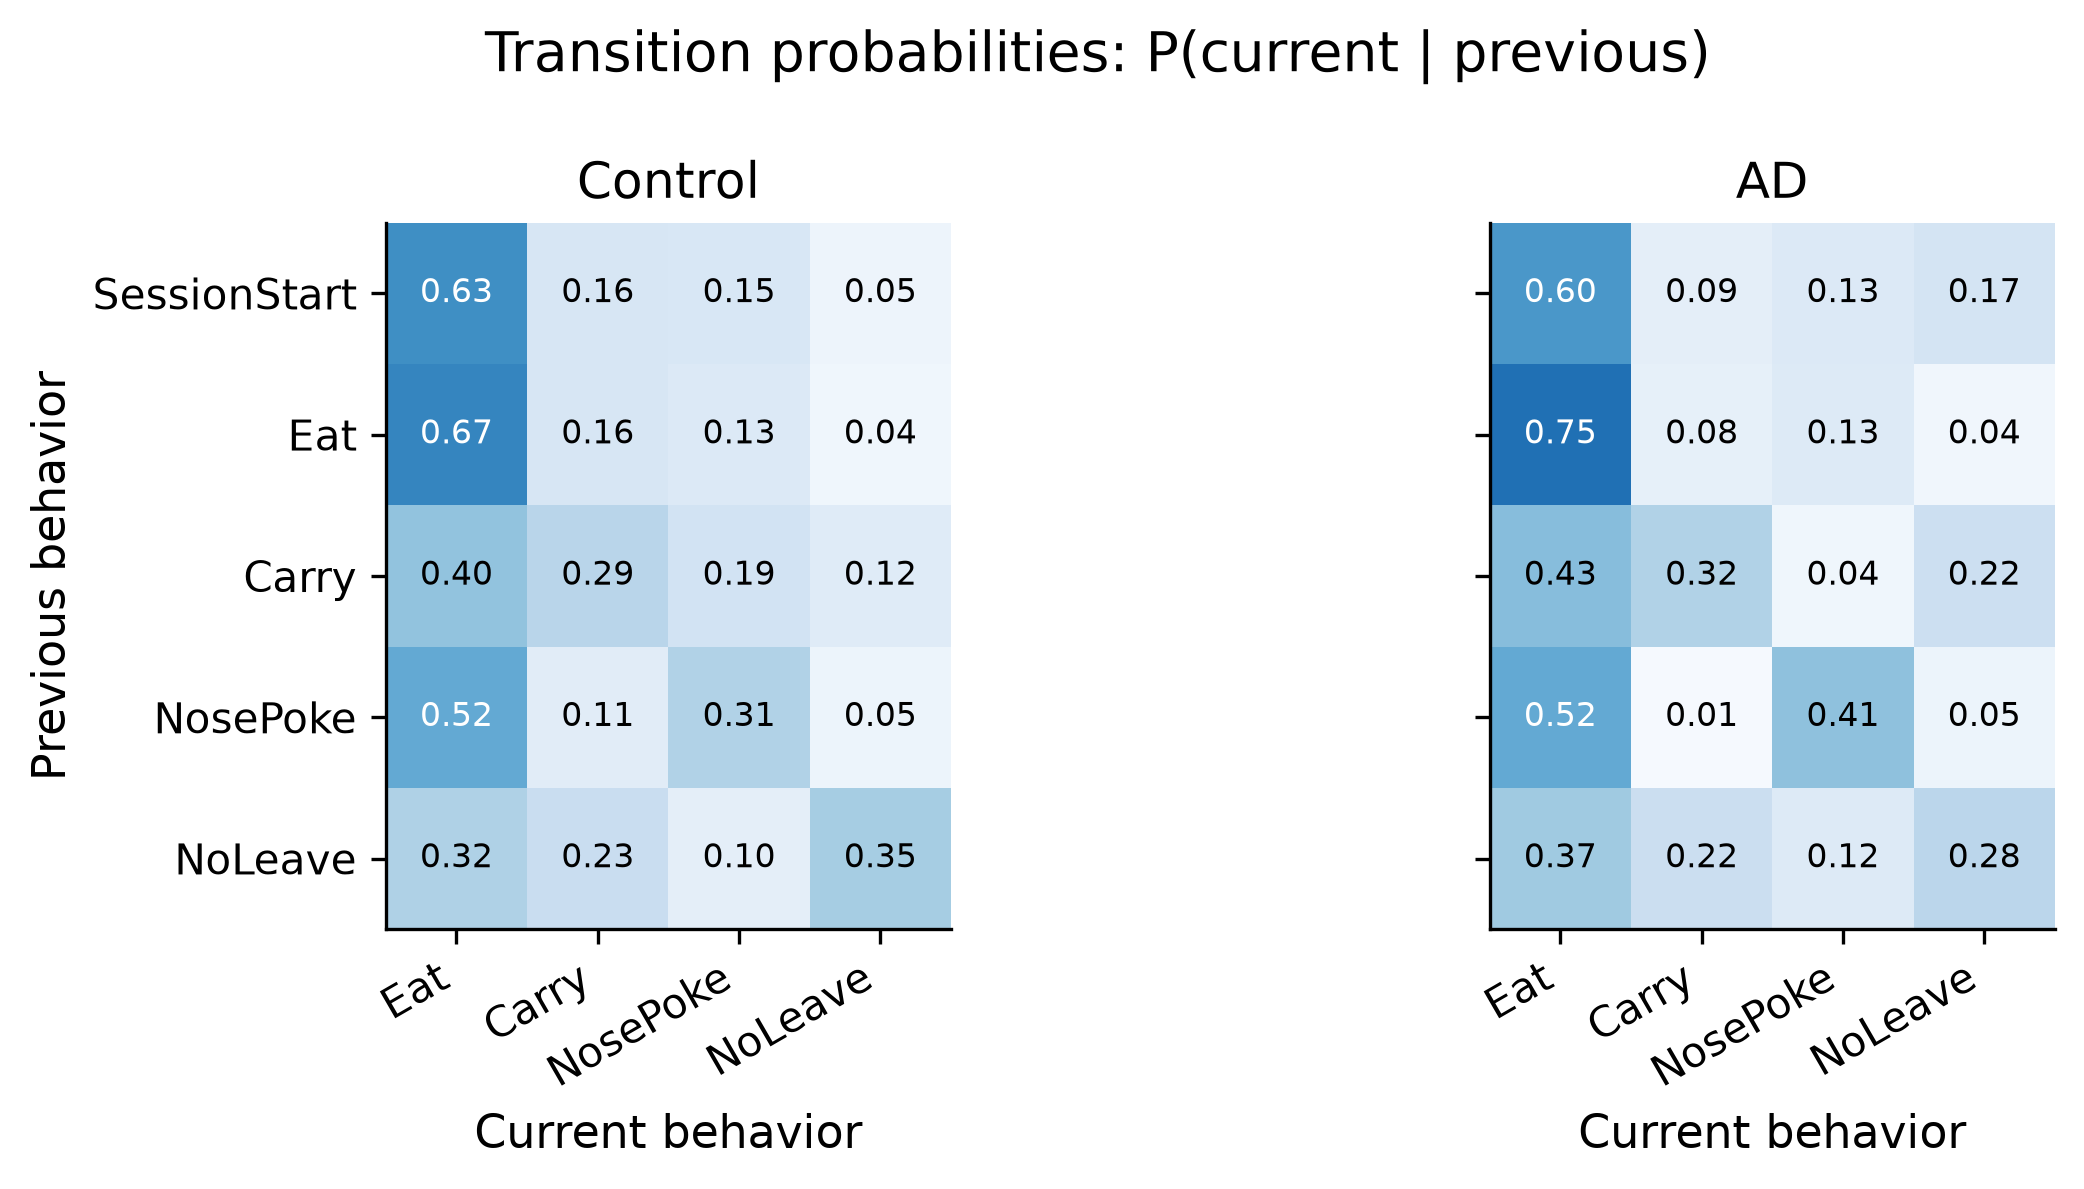 Transition probabilities: P(current | previous)
Control
AD
Previous behavior
SessionStart 0.63 0.16 0.15 0.05 0.60 0.09 0.13 0.17
Eat 0.67 0.16 0.13 0.04 0.75 0.08 0.13 0.04
Carry 0.40 0.29 0.19 0.12 0.43 0.32 0.04 0.22
NosePoke 0.52 0.11 0.31 0.05 0.52 0.01 0.41 0.05
NoLeave 0.32 0.23 0.10 0.35 0.37 0.22 0.12 0.28
Eat Carry NosePoke NoLeave Eat Carry NosePoke NoLeave
Current behavior
Current behavior